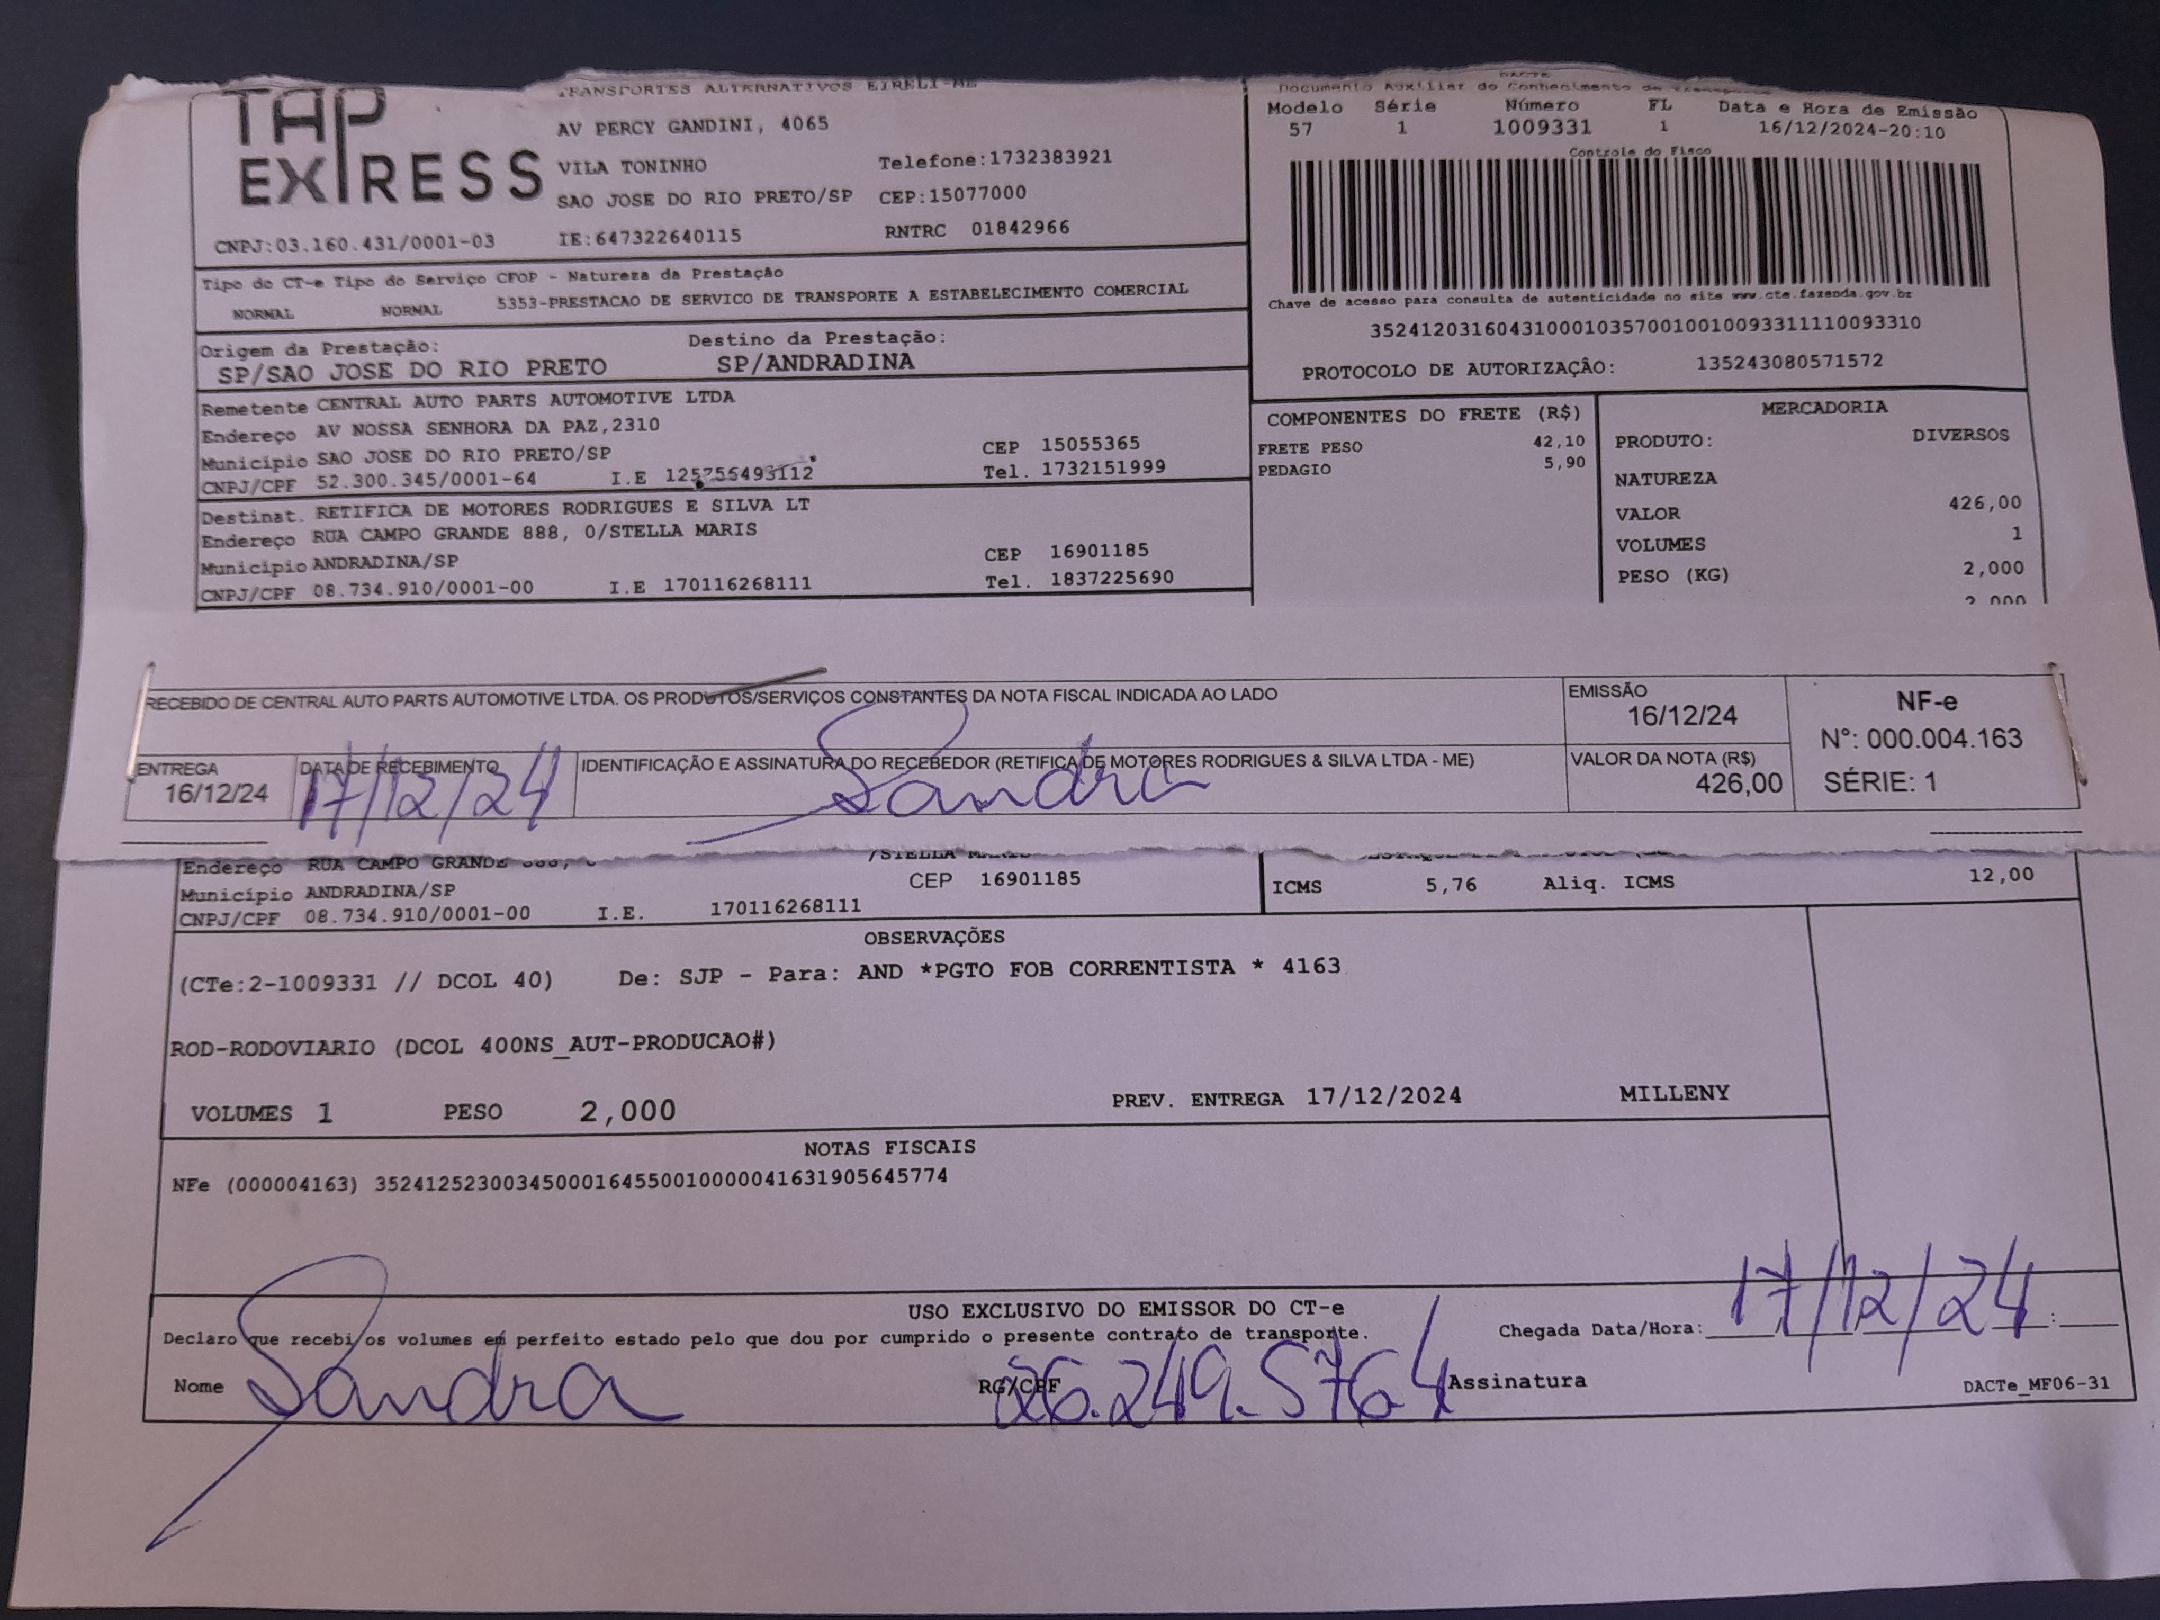 TAP EXPRESS
TRANSPORTES ALTERNATIVOS EIRELI-ME
AV PERCY GANDINI, 4065
VILA TONINHO Telefone:1732383921
SAO JOSE DO RIO PRETO/SP CEP:15077000
CNPJ:03.160.431/0001-03 IE:647322640115 RNTRC 01842966
DACTE
Documento Auxiliar do Conhecimento de
Modelo Série Número FL Data e Hora de Emissão
57 1 1009331 1 16/12/2024-20:10
Controle do Fisco
Chave de acesso para consulta de autenticidade no site www.cte.fazenda.gov.br
35241203160431000103570010010093311110093310
PROTOCOLO DE AUTORIZAÇÃO: 135243080571572
Tipo do CT-e Tipo do Serviço CFOP - Natureza da Prestação
NORMAL NORMAL 5353-PRESTACAO DE SERVICO DE TRANSPORTE A ESTABELECIMENTO COMERCIAL
Origem da Prestação: Destino da Prestação:
SP/SAO JOSE DO RIO PRETO SP/ANDRADINA
Remetente CENTRAL AUTO PARTS AUTOMOTIVE LTDA
Endereço AV NOSSA SENHORA DA PAZ,2310
Município SAO JOSE DO RIO PRETO/SP CEP 15055365
CNPJ/CPF 52.300.345/0001-64 I.E Tel. 1732151999
Destinat. RETIFICA DE MOTORES RODRIGUES E SILVA LT
Endereço RUA CAMPO GRANDE 888, 0/STELLA MARIS
Município ANDRADINA/SP CEP 16901185
CNPJ/CPF 08.734.910/0001-00 I.E 170116268111 Tel. 1837225690
COMPONENTES DO FRETE (R$)
FRETE PESO 42,10
PEDAGIO 5,90
MERCADORIA
PRODUTO: DIVERSOS
NATUREZA
VALOR 426,00
VOLUMES 1
PESO (KG) 2,000
2,000
RECEBIDO DE CENTRAL AUTO PARTS AUTOMOTIVE LTDA. OS PRODUTOS/SERVIÇOS CONSTANTES DA NOTA FISCAL INDICADA AO LADO
EMISSÃO
16/12/24
NF-e
N°: 000.004.163
SÉRIE: 1
ENTREGA
16/12/24
DATA DE RECEBIMENTO
17/12/24
IDENTIFICAÇÃO E ASSINATURA DO RECEBEDOR (RETIFICA DE MOTORES RODRIGUES & SILVA LTDA - ME)
Sandra
VALOR DA NOTA (R$)
426,00
Endereço RUA CAMPO GRANDE 888, /STELLA MARIS
Município ANDRADINA/SP CEP 16901185
CNPJ/CPF 08.734.910/0001-00 I.E. 170116268111
ICMS 5,76 Aliq. ICMS 12,00
OBSERVAÇÕES
(CTe:2-1009331 // DCOL 40) De: SJP - Para: AND *PGTO FOB CORRENTISTA * 4163
ROD-RODOVIARIO (DCOL 400NS_AUT-PRODUCAO#)
VOLUMES 1 PESO 2,000 PREV. ENTREGA 17/12/2024 MILLENY
NOTAS FISCAIS
NFe (000004163) 35241252300345000164550010000041631905645774
USO EXCLUSIVO DO EMISSOR DO CT-e
Declaro que recebi os volumes em perfeito estado pelo que dou por cumprido o presente contrato de transporte.
Chegada Data/Hora: 17/12/24 :
Nome Sandra RG/CPF 26.249.576.4 Assinatura
DACTe_MF06-31